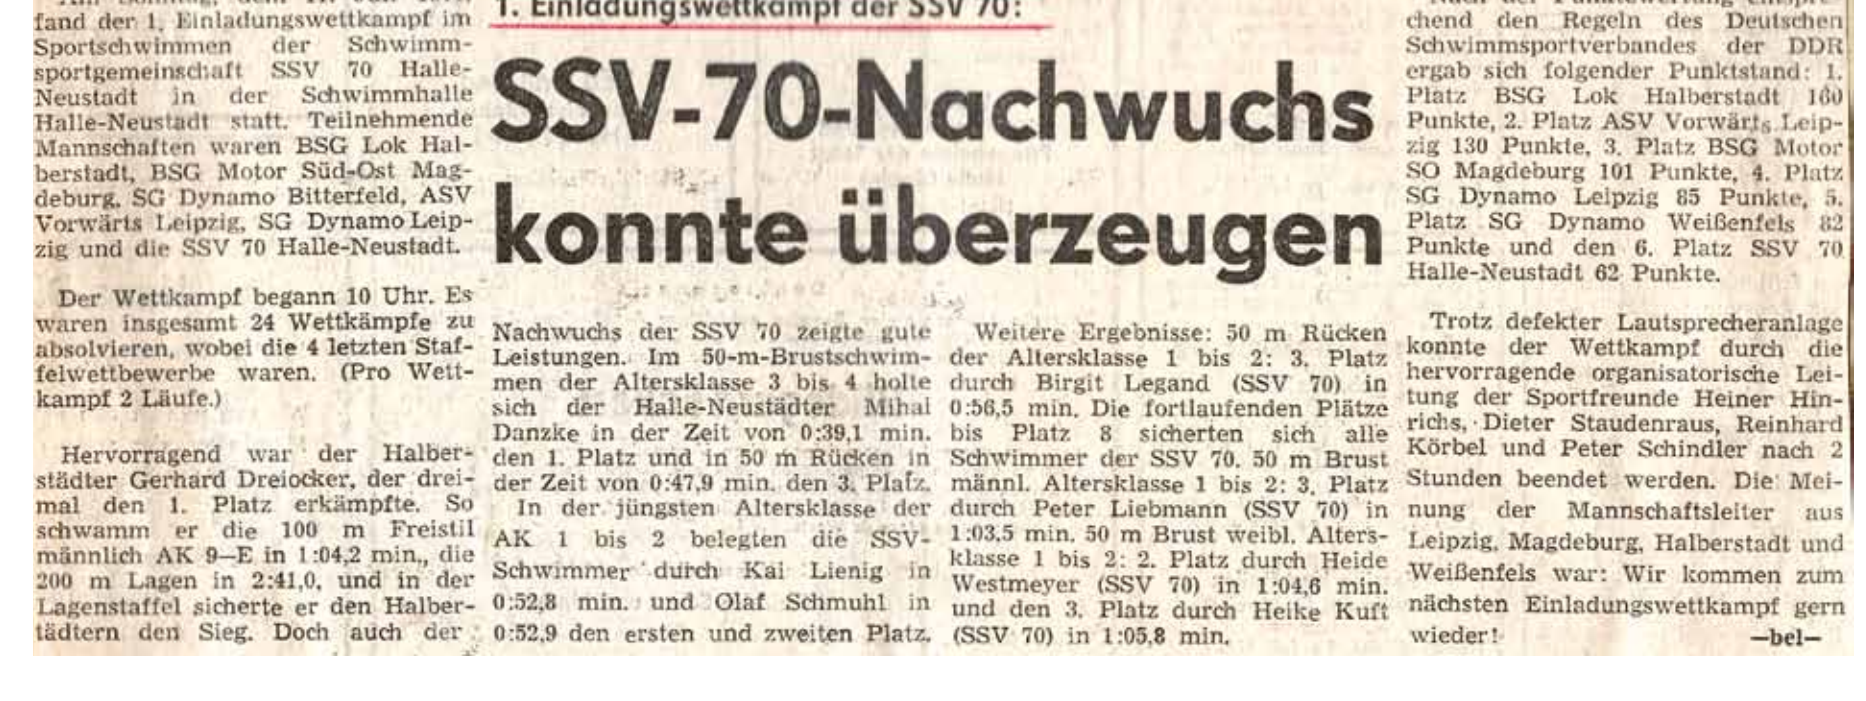 1. Einladungswettkampf der SSV 70:
SSV-70-Nachwuchs
konnte überzeugen
fand der 1. Einladungswettkampf im
Sportschwimmen der Schwimm-
sportgemeinschaft SSV 70 Halle-
Neustadt in der Schwimmhalle
Halle-Neustadt statt. Teilnehmende
Mannschaften waren BSG Lok Hal-
berstadt, BSG Motor Süd-Ost Mag-
deburg, SG Dynamo Bitterfeld, ASV
Vorwärts Leipzig, SG Dynamo Leip-
zig und die SSV 70 Halle-Neustadt.
Der Wettkampf begann 10 Uhr. Es
waren insgesamt 24 Wettkämpfe zu
absolvieren, wobei die 4 letzten Staf-
felwettbewerbe waren. (Pro Wett-
kampf 2 Läufe.)
Hervorragend war der Halber-
städter Gerhard Dreiocker, der drei-
mal den 1. Platz erkämpfte. So
schwamm er die 100 m Freistil
männlich AK 9—E in 1:04,2 min., die
200 m Lagen in 2:41,0, und in der
Lagenstaffel sicherte er den Halber-
tädtern den Sieg. Doch auch der
Nachwuchs der SSV 70 zeigte gute
Leistungen. Im 50-m-Brustschwim-
men der Altersklasse 3 bis 4 holte
sich der Halle-Neustädter Mihal
Danzke in der Zeit von 0:39,1 min.
den 1. Platz und in 50 m Rücken in
der Zeit von 0:47,9 min. den 3. Platz.
In der jüngsten Altersklasse der
AK 1 bis 2 belegten die SSV-
Schwimmer durch Kai Lienig in
0:52,8 min. und Olaf Schmuhl in
0:52,9 den ersten und zweiten Platz.
Weitere Ergebnisse: 50 m Rücken
der Altersklasse 1 bis 2: 3. Platz
durch Birgit Legand (SSV 70) in
0:56,5 min. Die fortlaufenden Plätze
bis Platz 8 sicherten sich alle
Schwimmer der SSV 70. 50 m Brust
männl. Altersklasse 1 bis 2: 3. Platz
durch Peter Liebmann (SSV 70) in
1:03,5 min. 50 m Brust weibl. Alters-
klasse 1 bis 2: 2. Platz durch Heide
Westmeyer (SSV 70) in 1:04,6 min.
und den 3. Platz durch Heike Kuft
(SSV 70) in 1:05,8 min.
chend den Regeln des Deutschen
Schwimmsportverbandes der DDR
ergab sich folgender Punktstand: 1.
Platz BSG Lok Halberstadt 160
Punkte, 2. Platz ASV Vorwärts Leip-
zig 130 Punkte, 3. Platz BSG Motor
SO Magdeburg 101 Punkte, 4. Platz
SG Dynamo Leipzig 85 Punkte, 5.
Platz SG Dynamo Weißenfels 82
Punkte und den 6. Platz SSV 70
Halle-Neustadt 62 Punkte.
Trotz defekter Lautsprecheranlage
konnte der Wettkampf durch die
hervorragende organisatorische Lei-
tung der Sportfreunde Heiner Hin-
richs, Dieter Staudenraus, Reinhard
Körbel und Peter Schindler nach 2
Stunden beendet werden. Die Mei-
nung der Mannschaftsleiter aus
Leipzig, Magdeburg, Halberstadt und
Weißenfels war: Wir kommen zum
nächsten Einladungswettkampf gern
wieder!
—bel—